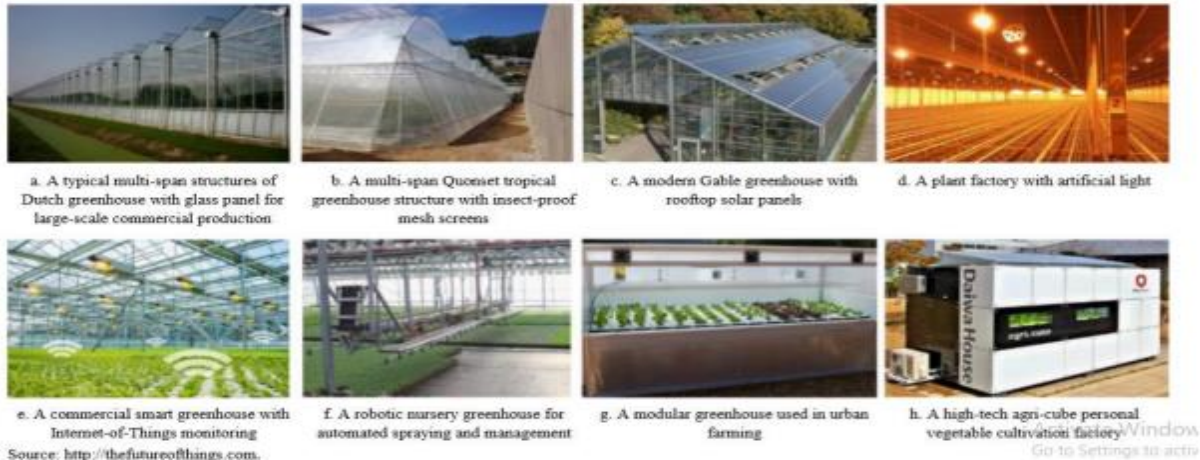 a. A typical multi-span structures of
Dutch greenhouse with glass panel for
large-scale commercial production
b. A multi-span Quonset tropical
greenhouse structure with insect-proof
mesh screens
c. A modern Gable greenhouse with
rooftop solar panels
d. A plant factory with artificial light
Daiwa House
agri-cube
e. A commercial smart greenhouse with
Internet-of-Things monitoring
f. A robotic nursery greenhouse for
automated spraying and management
g. A modular greenhouse used in urban
farming
h. A high-tech agri-cube personal
vegetable cultivation factory
Source: http://thefutureofthings.com.
Activate Window
Go to Settings to activ